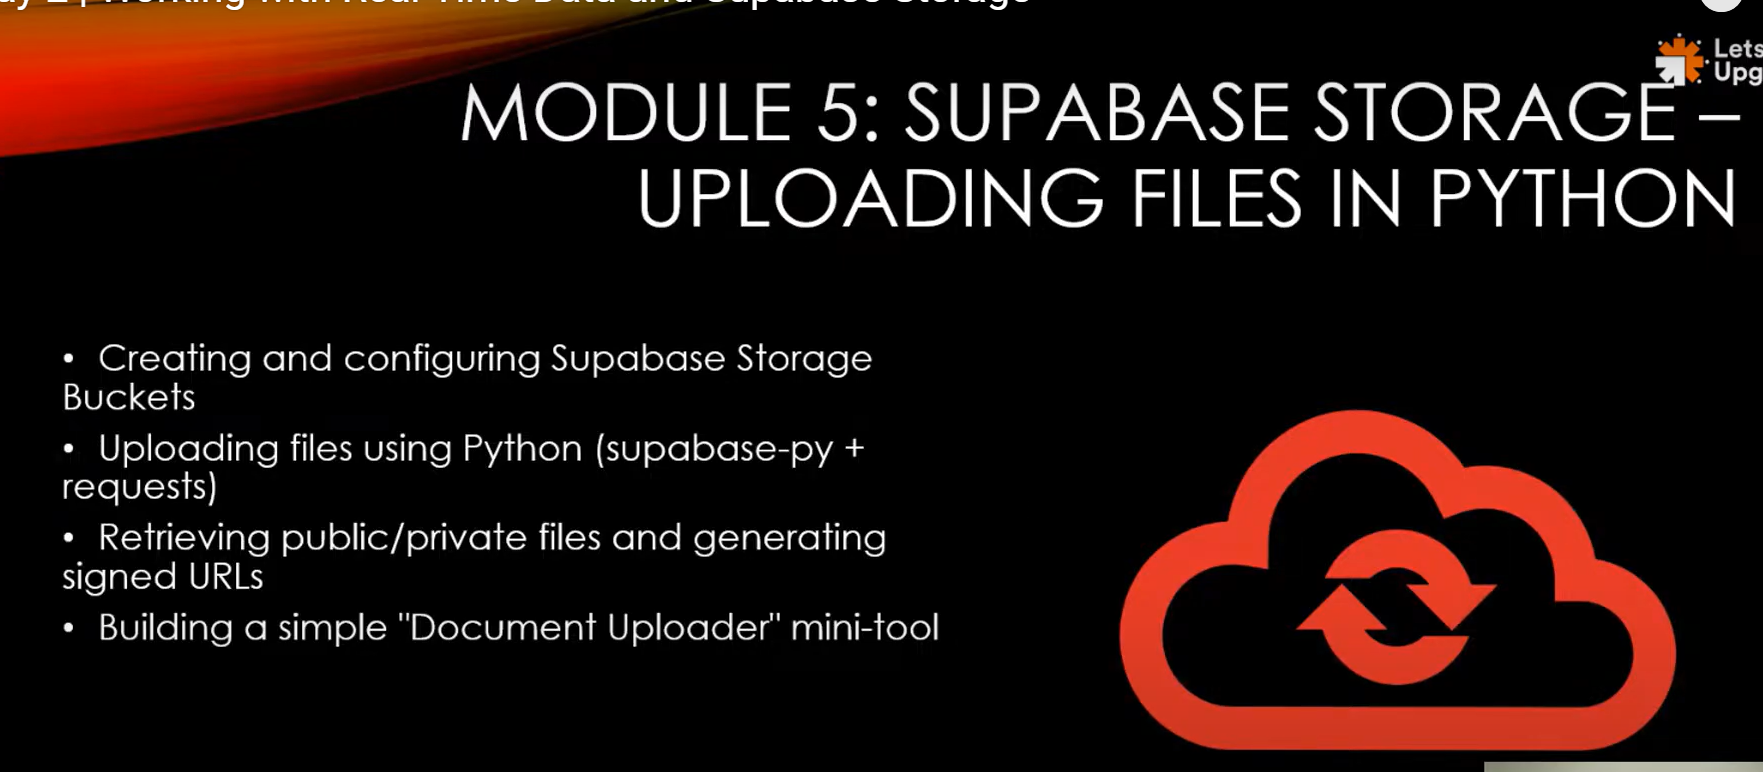 Working with Real Time Data and Supabase Storage
Lets
Upg
MODULE 5: SUPABASE STORAGE –
UPLOADING FILES IN PYTHON
• Creating and configuring Supabase Storage
Buckets
• Uploading files using Python (supabase-py +
requests)
• Retrieving public/private files and generating
signed URLs
• Building a simple "Document Uploader" mini-tool